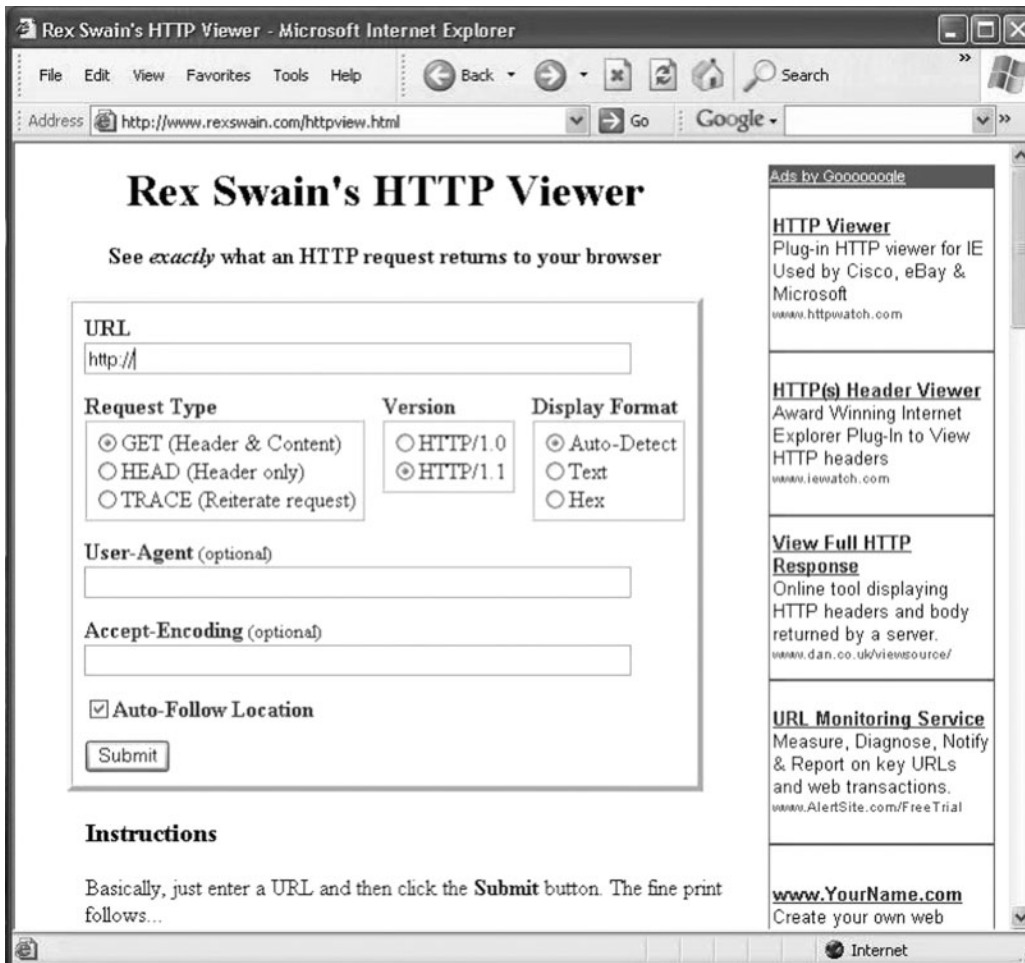 Rex Swain's HTTP Viewer - Microsoft Internet Explorer
File Edit View Favorites Tools Help
Back Search »
Address http://www.rexswain.com/httpview.html Go Google »
Rex Swain's HTTP Viewer
See exactly what an HTTP request returns to your browser
URL
http://
Request Type
GET (Header & Content)
HEAD (Header only)
TRACE (Reiterate request)
Version
HTTP/1.0
HTTP/1.1
Display Format
Auto-Detect
Text
Hex
User-Agent (optional)
Accept-Encoding (optional)
Auto-Follow Location
Submit
Instructions
Basically, just enter a URL and then click the Submit button. The fine print
follows...
Ads by Goooooogle
HTTP Viewer
Plug-in HTTP viewer for IE
Used by Cisco, eBay &
Microsoft
www.httpwatch.com
HTTP(s) Header Viewer
Award Winning Internet
Explorer Plug-In to View
HTTP headers
www.iewatch.com
View Full HTTP
Response
Online tool displaying
HTTP headers and body
returned by a server.
www.dan.co.uk/viewsource/
URL Monitoring Service
Measure, Diagnose, Notify
& Report on key URLs
and web transactions.
www.AlertSite.com/FreeTrial
www.YourName.com
Create your own web
Internet